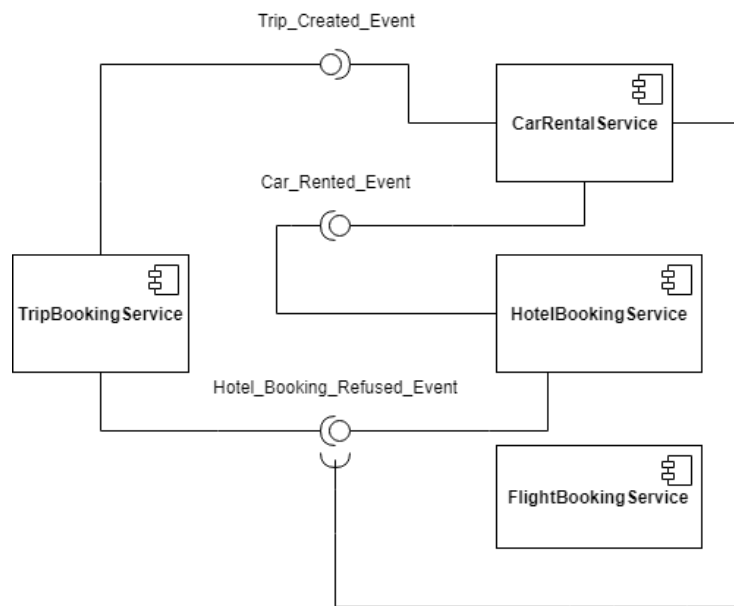 Trip_Created_Event
CarRentalService
Car_Rented_Event
TripBookingService
HotelBookingService
Hotel_Booking_Refused_Event
FlightBookingService